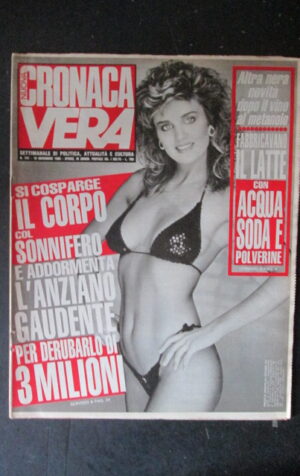 NUOVA
CRONACA
VERA
SETTIMANALE DI POLITICA, ATTUALITÀ E CULTURA
Altra nera
novità
dopo il vino
al metanolo
FABBRICAVANO
IL LATTE
CON
ACQUA
SODA E
POLVERINE
SI COSPARGE
IL CORPO
COL
SONNIFERO
E ADDORMENTA
L'ANZIANO
GAUDENTE
PER DERUBARLO DI
3 MILIONI